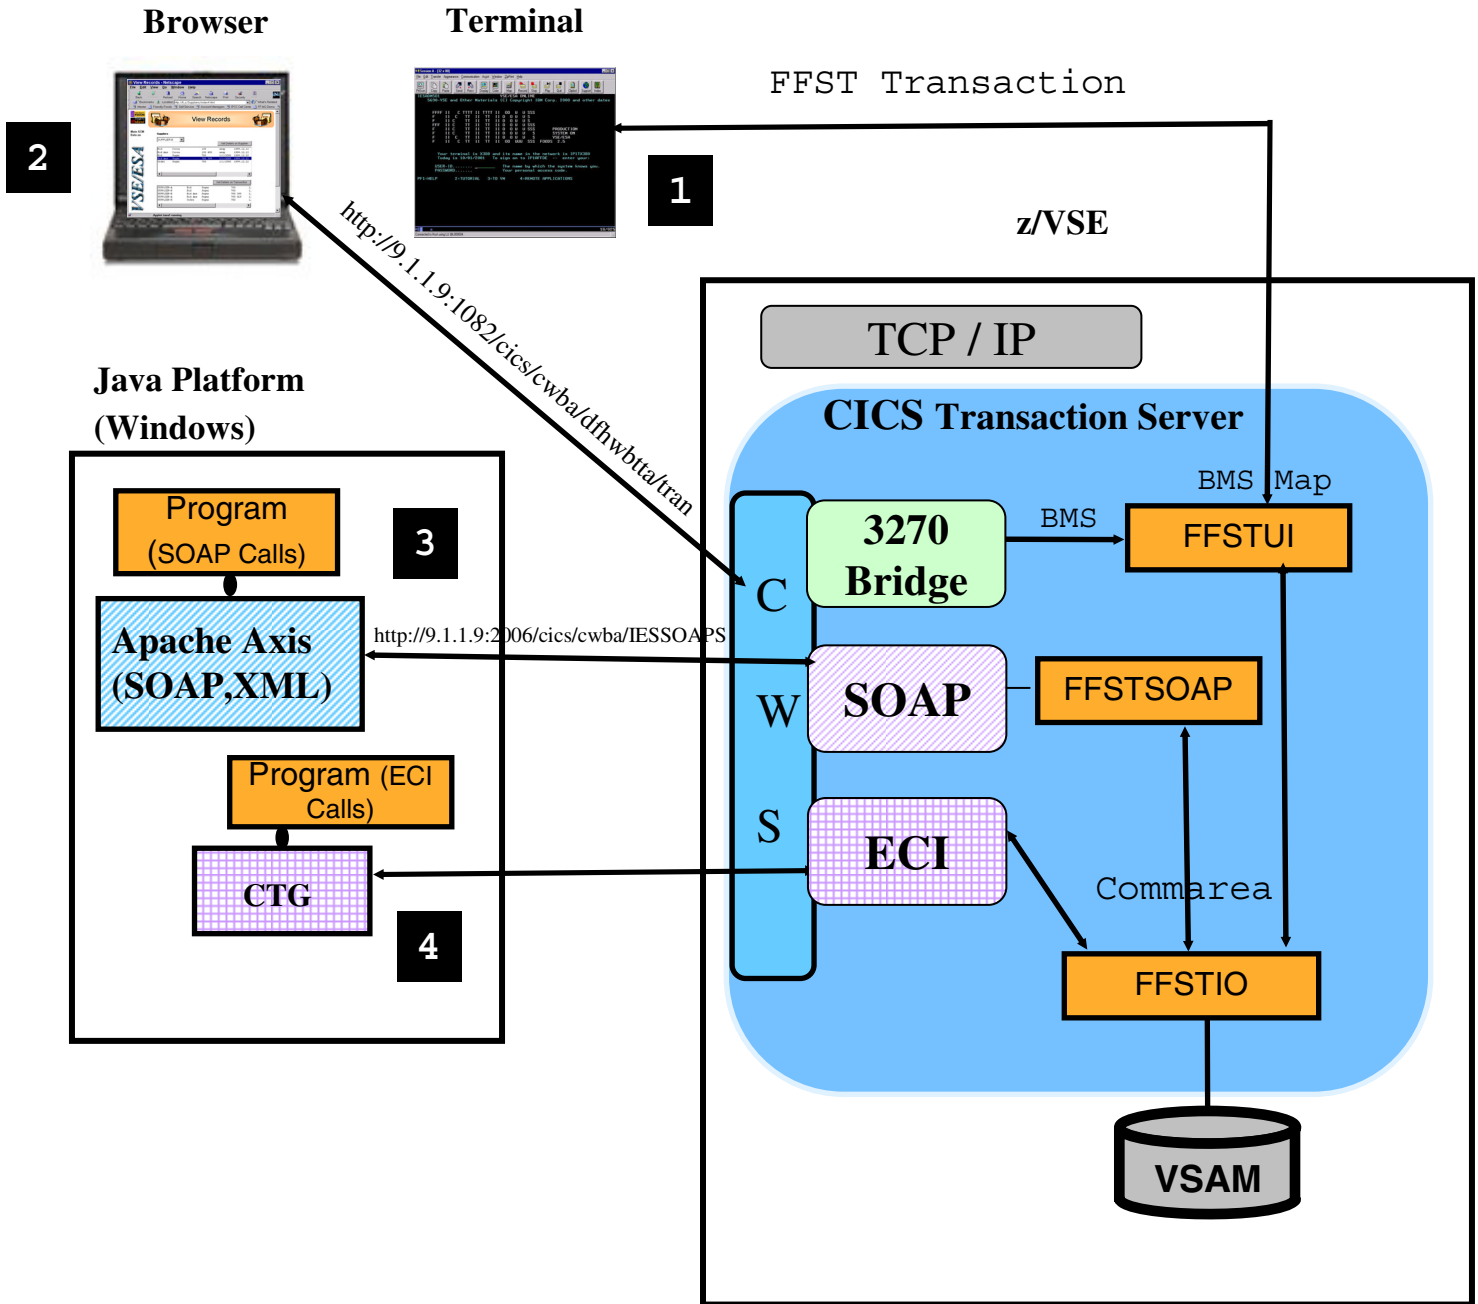 Browser
Terminal
FFST Transaction
2
1
View Records
VSE/ESA
http://9.1.1.9:1082/cics/cwba/dfhwbtta/tran
z/VSE
TCP / IP
Java Platform
(Windows)
CICS Transaction Server
BMS Map
Program
(SOAP Calls)
3
3270
Bridge
BMS
FFSTUI
C
Apache Axis
(SOAP,XML)
http://9.1.1.9:2006/cics/cwba/IESSOAPS
W
SOAP
FFSTSOAP
Program (ECI
Calls)
S
ECI
CTG
Commarea
4
FFSTIO
VSAM